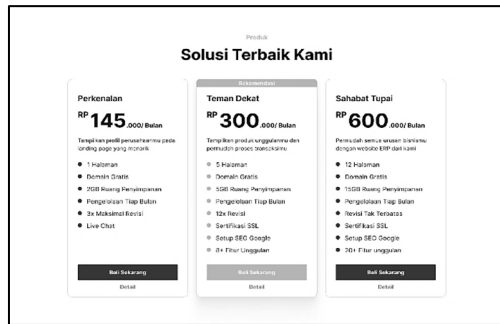 Produk
Solusi Terbaik Kami
Perkenalan
RP 145.000/ Bulan
Tampilkan profil perusahaanmu pada
landing page yang menarik
1 Halaman
Domain Gratis
2GB Ruang Penyimpanan
Pengelolaan Tiap Bulan
3x Maksimal Revisi
Live Chat
Beli Sekarang
Detail
Rekomendasi
Teman Dekat
RP 300.000/ Bulan
Tampilkan produk unggulanmu dan
permudah proses transaksimu
5 Halaman
Domain Gratis
5GB Ruang Penyimpanan
Pengelolaan Tiap Bulan
12x Revisi
Sertifikasi SSL
Setup SEO Google
8+ Fitur Unggulan
Beli Sekarang
Detail
Sahabat Tupai
RP 600.000/ Bulan
Permudah semua urusan bisnismu
dengan website ERP dari kami
12 Halaman
Domain Gratis
15GB Ruang Penyimpanan
Pengelolaan Tiap Bulan
Revisi Tak Terbatas
Sertifikasi SSL
Setup SEO Google
20+ Fitur Unggulan
Beli Sekarang
Detail